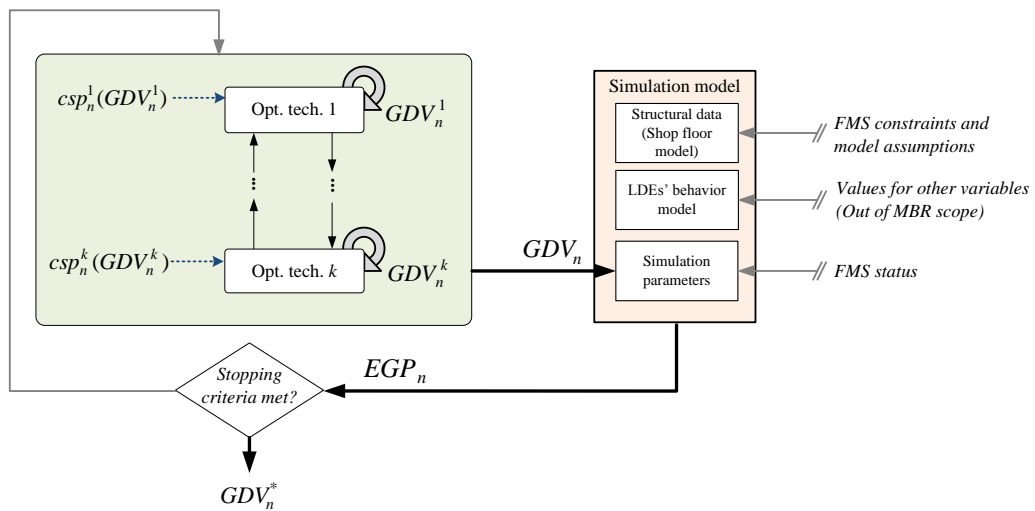 csp_n^1(GDV_n^1)
Opt. tech. 1
GDV_n^1
...
...
csp_n^k(GDV_n^k)
Opt. tech. k
GDV_n^k
GDV_n
Simulation model
Structural data
(Shop floor
model)
LDEs' behavior
model
Simulation
parameters
FMS constraints and
model assumptions
Values for other variables
(Out of MBR scope)
FMS status
EGP_n
Stopping
criteria met?
GDV_n^*